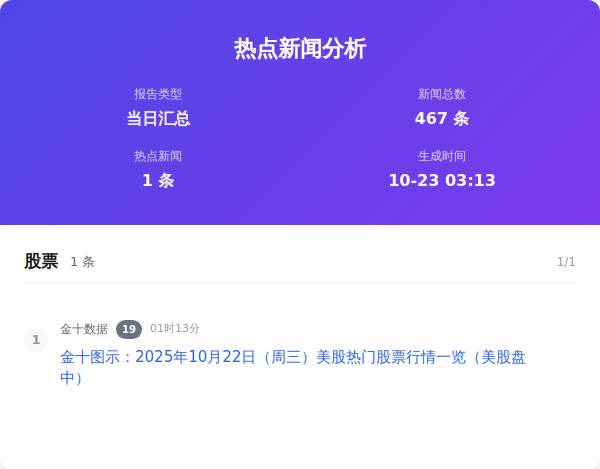 热点新闻分析
报告类型
新闻总数
当日汇总
467 条
热点新闻
生成时间
1 条
10-23 03:13
股票 1 条 1/1
1 金十数据 19 01时13分
金十图示：2025年10月22日（周三）美股热门股票行情一览（美股盘
中）